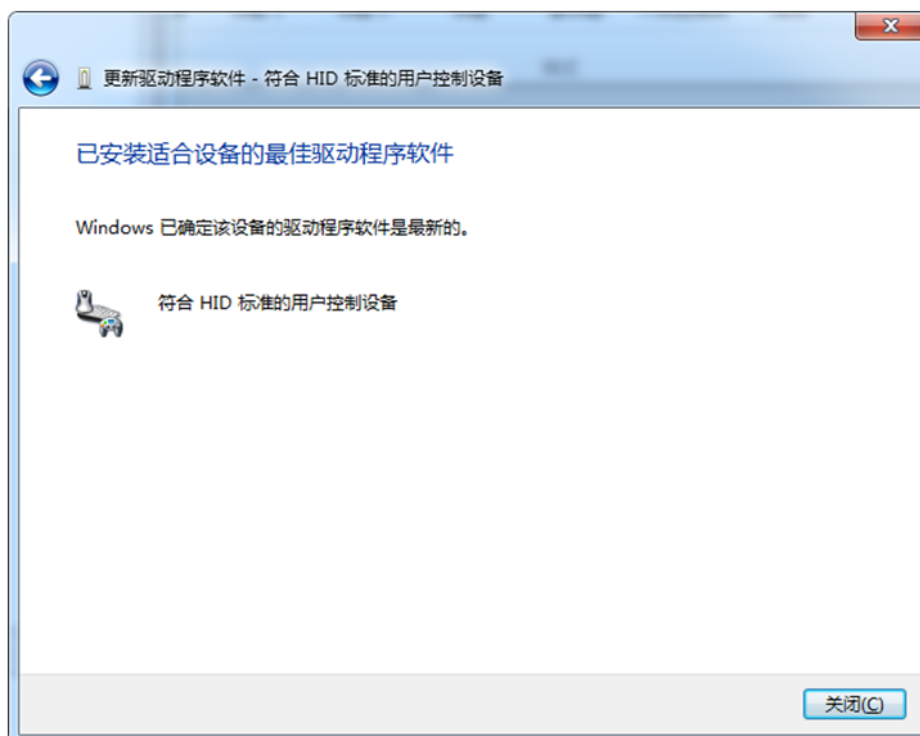 更新驱动程序软件 - 符合 HID 标准的用户控制设备
已安装适合设备的最佳驱动程序软件
Windows 已确定该设备的驱动程序软件是最新的。
符合 HID 标准的用户控制设备
关闭(C)